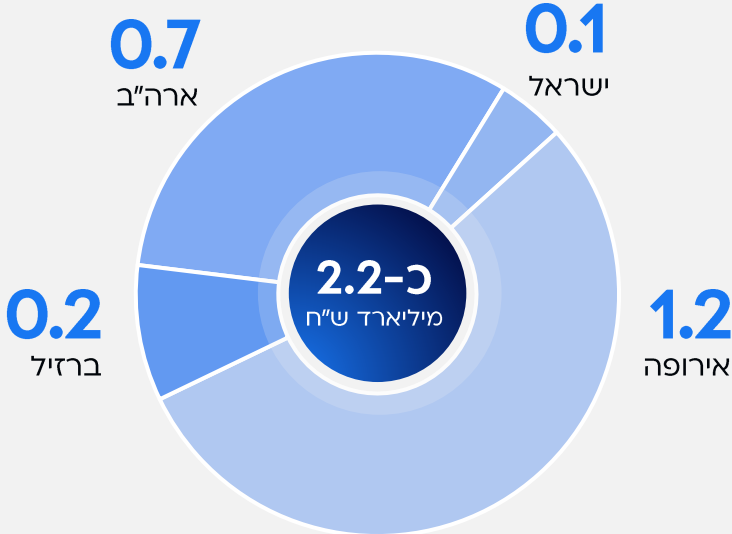 0.1
ישראל
0.7
ארה"ב
כ-2.2
מיליארד ש"ח
1.2
אירופה
0.2
ברזיל